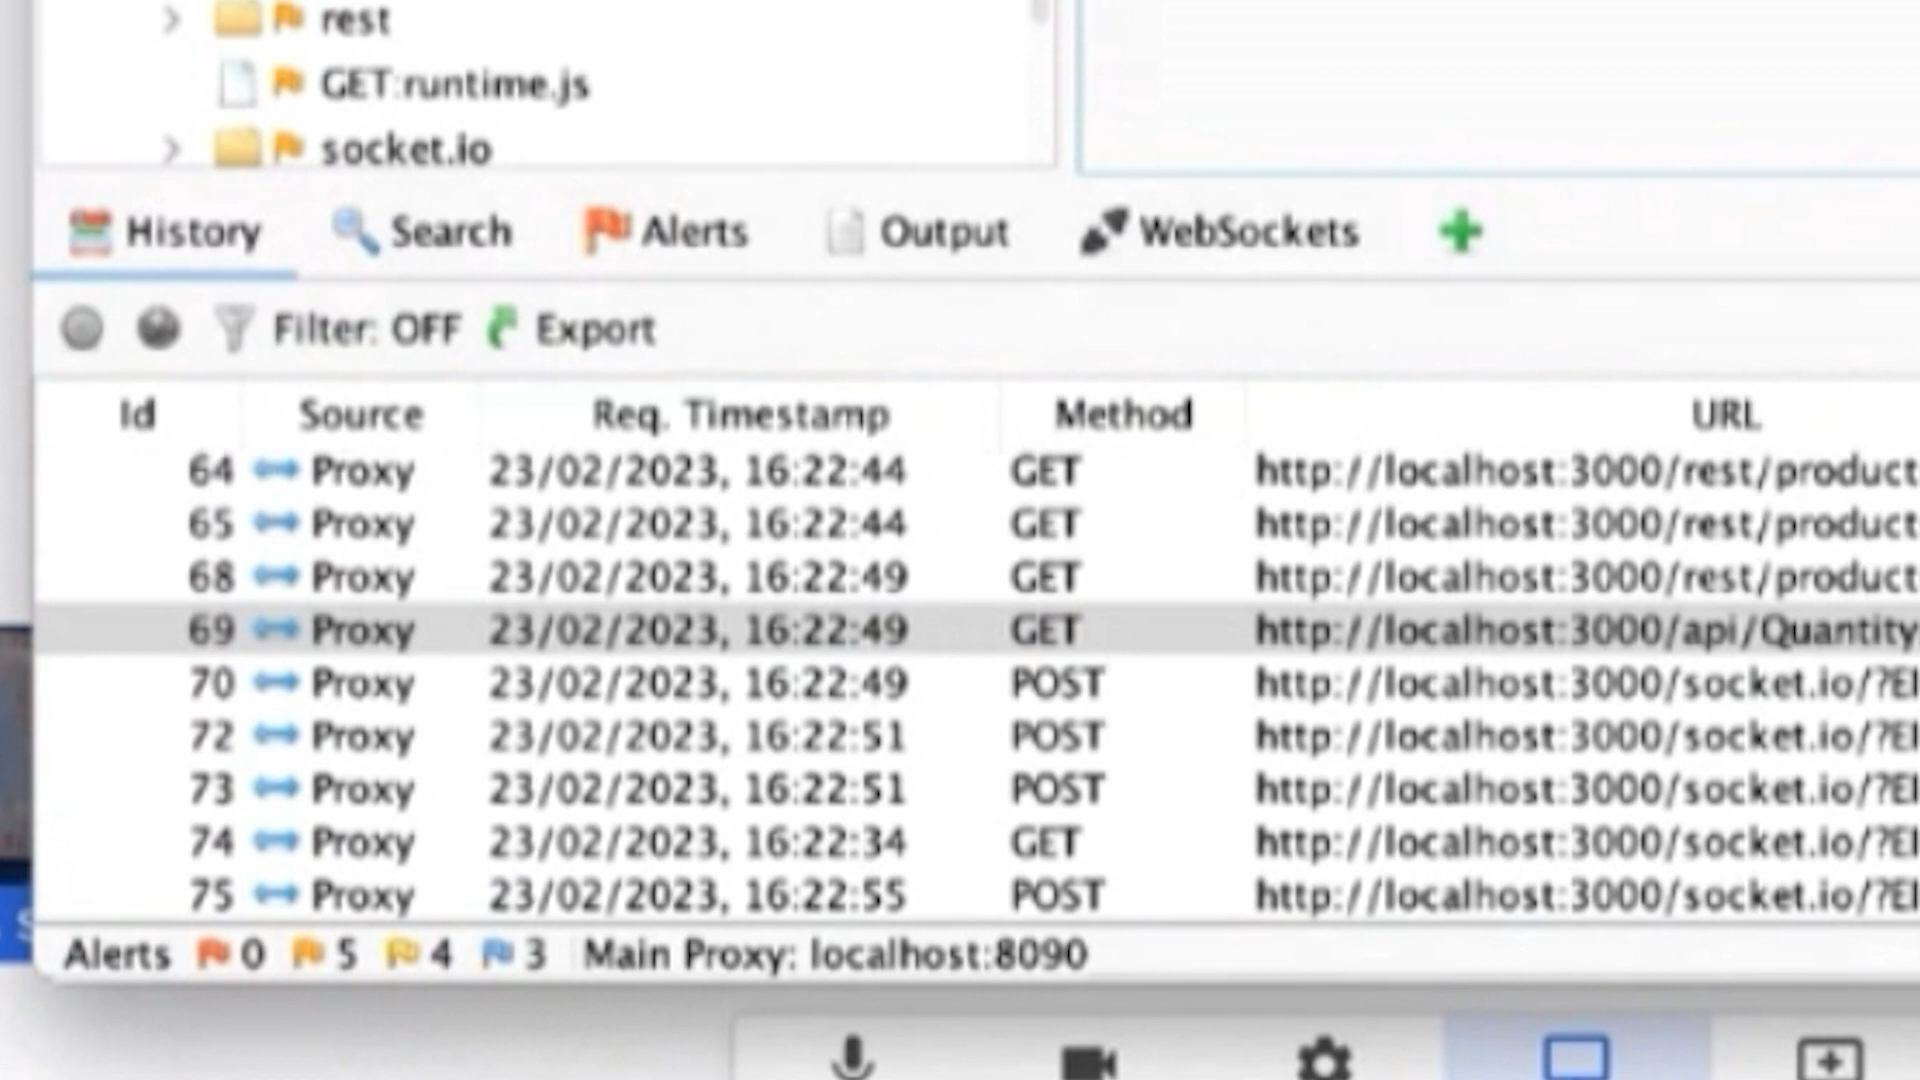 rest
GET:runtime.js
socket.io
History Search Alerts Output WebSockets
Filter: OFF Export
Id Source Req. Timestamp Method URL
64 Proxy 23/02/2023, 16:22:44 GET http://localhost:3000/rest/product
65 Proxy 23/02/2023, 16:22:44 GET http://localhost:3000/rest/product
68 Proxy 23/02/2023, 16:22:49 GET http://localhost:3000/rest/product
69 Proxy 23/02/2023, 16:22:49 GET http://localhost:3000/api/Quantity
70 Proxy 23/02/2023, 16:22:49 POST http://localhost:3000/socket.io/?EI
72 Proxy 23/02/2023, 16:22:51 POST http://localhost:3000/socket.io/?EI
73 Proxy 23/02/2023, 16:22:51 POST http://localhost:3000/socket.io/?EI
74 Proxy 23/02/2023, 16:22:34 GET http://localhost:3000/socket.io/?EI
75 Proxy 23/02/2023, 16:22:55 POST http://localhost:3000/socket.io/?EI
Alerts 0 5 4 3 Main Proxy: localhost:8090